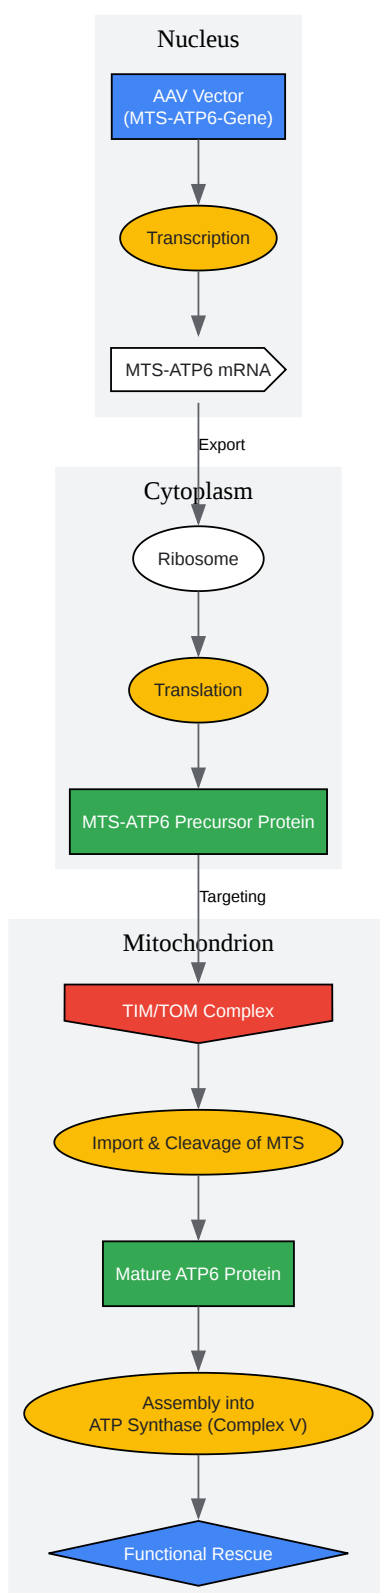 Nucleus
AAV Vector
(MTS-ATP6-Gene)
Transcription
MTS-ATP6 mRNA
Export
Cytoplasm
Ribosome
Translation
MTS-ATP6 Precursor Protein
Targeting
Mitochondrion
TIM/TOM Complex
Import & Cleavage of MTS
Mature ATP6 Protein
Assembly into
ATP Synthase (Complex V)
Functional Rescue